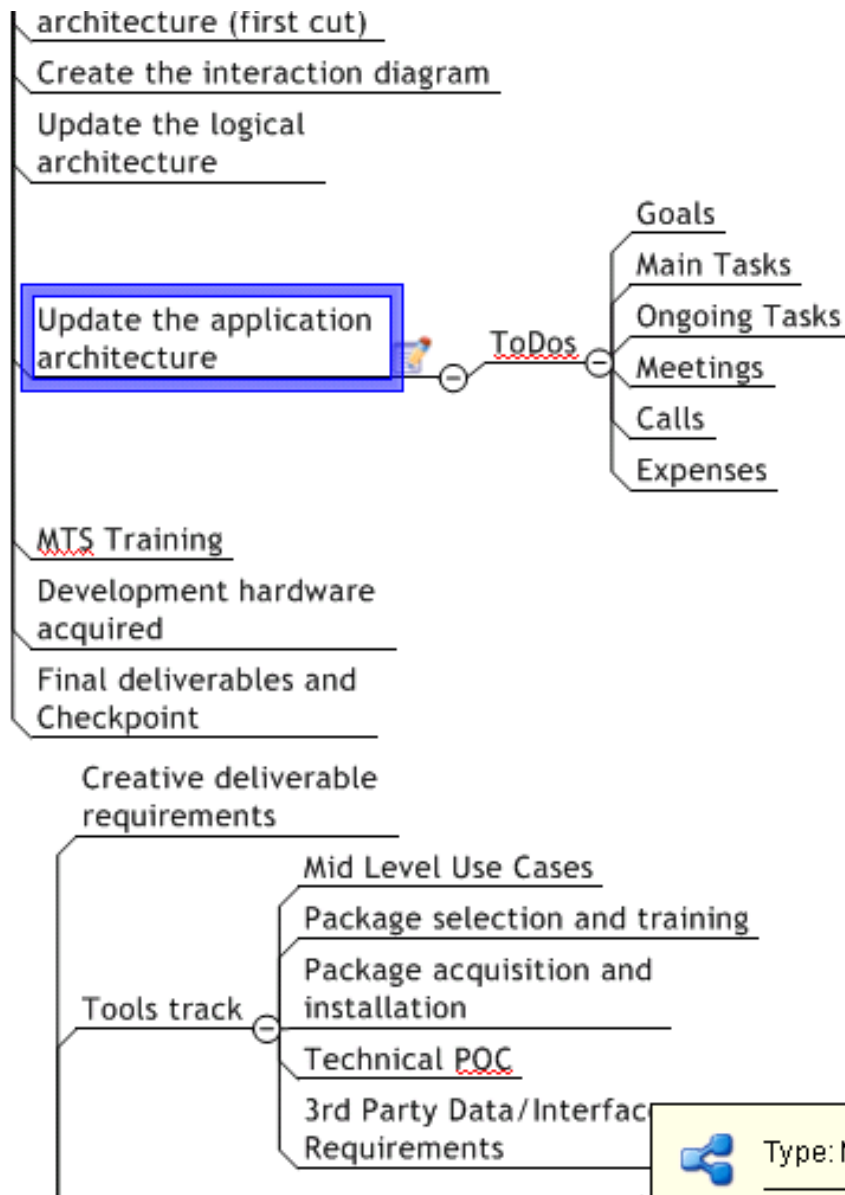 architecture (first cut)
Create the interaction diagram
Update the logical
architecture
Goals
Main Tasks
Update the application
architecture
ToDos
Ongoing Tasks
Meetings
Calls
Expenses
MTS Training
Development hardware
acquired
Final deliverables and
Checkpoint
Creative deliverable
requirements
Mid Level Use Cases
Package selection and training
Package acquisition and
installation
Tools track
Technical POC
3rd Party Data/Interface
Requirements
Type: